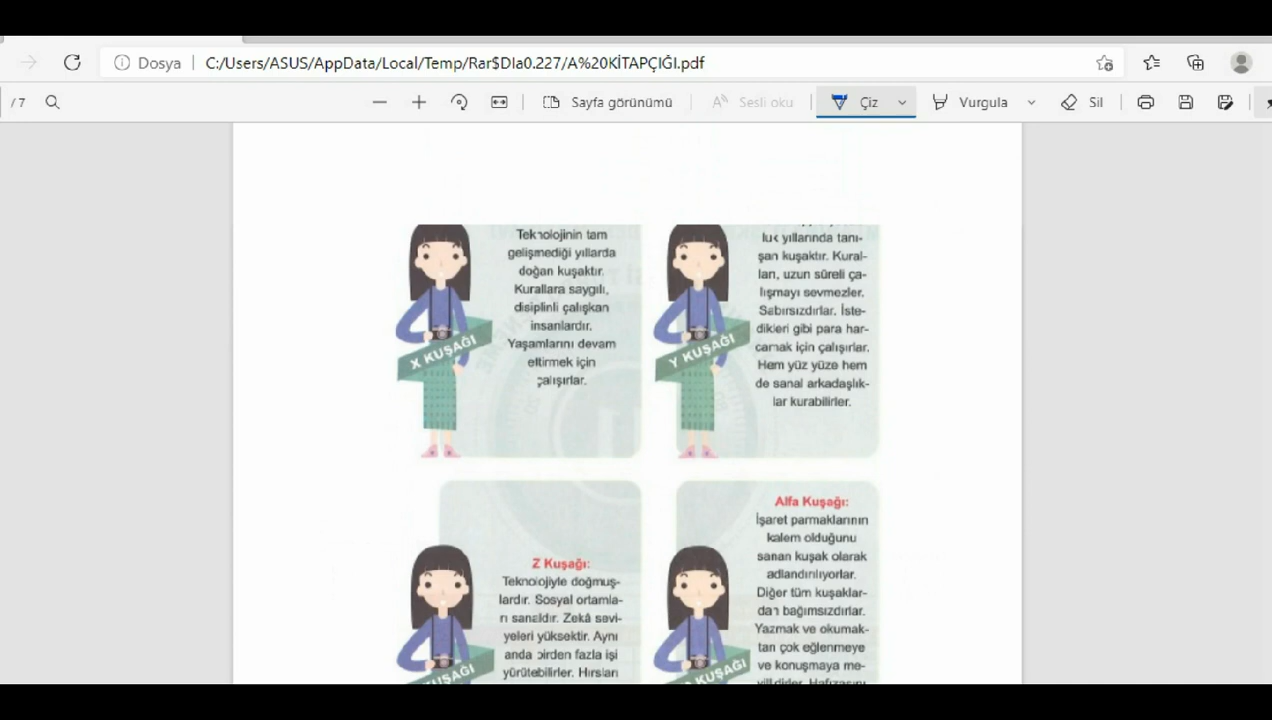 Dosya
C:/Users/ASUS/AppData/Local/Temp/Rar$DIa0.227/A%20KİTAPÇIĞI.pdf
/ 7
Sayfa görünümü
Sesli oku
Çiz
Vurgula
Sil
Teknolojinin tam
gelişmediği yıllarda
doğan kuşaktır.
Kurallara saygılı,
disiplinli çalışkan
insanlardır.
Yaşamlarını devam
ettirmek için
çalışırlar.
X KUŞAĞI
luk yıllarında tanı-
şan kuşaktır. Kural-
ları, uzun süreli ça-
lışmayı sevmezler.
Sabırsızdırlar. İste-
dikleri gibi para har-
camak için çalışırlar.
Hem yüz yüze hem
de sanal arkadaşlık-
lar kurabilirler.
Y KUŞAĞI
Z Kuşağı:
Teknolojiyle doğmuş-
lardır. Sosyal ortamla-
rı sanaldır. Zekâ sevi-
yeleri yüksektir. Aynı
anda birden fazla işi
yürütebilirler. Hırsları
KUŞAĞI
Alfa Kuşağı:
İşaret parmaklarının
kalem olduğunu
sanan kuşak olarak
adlandırılıyorlar.
Diğer tüm kuşaklar-
dan bağımsızdırlar.
Yazmak ve okumak-
tan çok eğlenmeye
ve konuşmaya me-
yillidirler. Hafızasını
KUŞAĞI